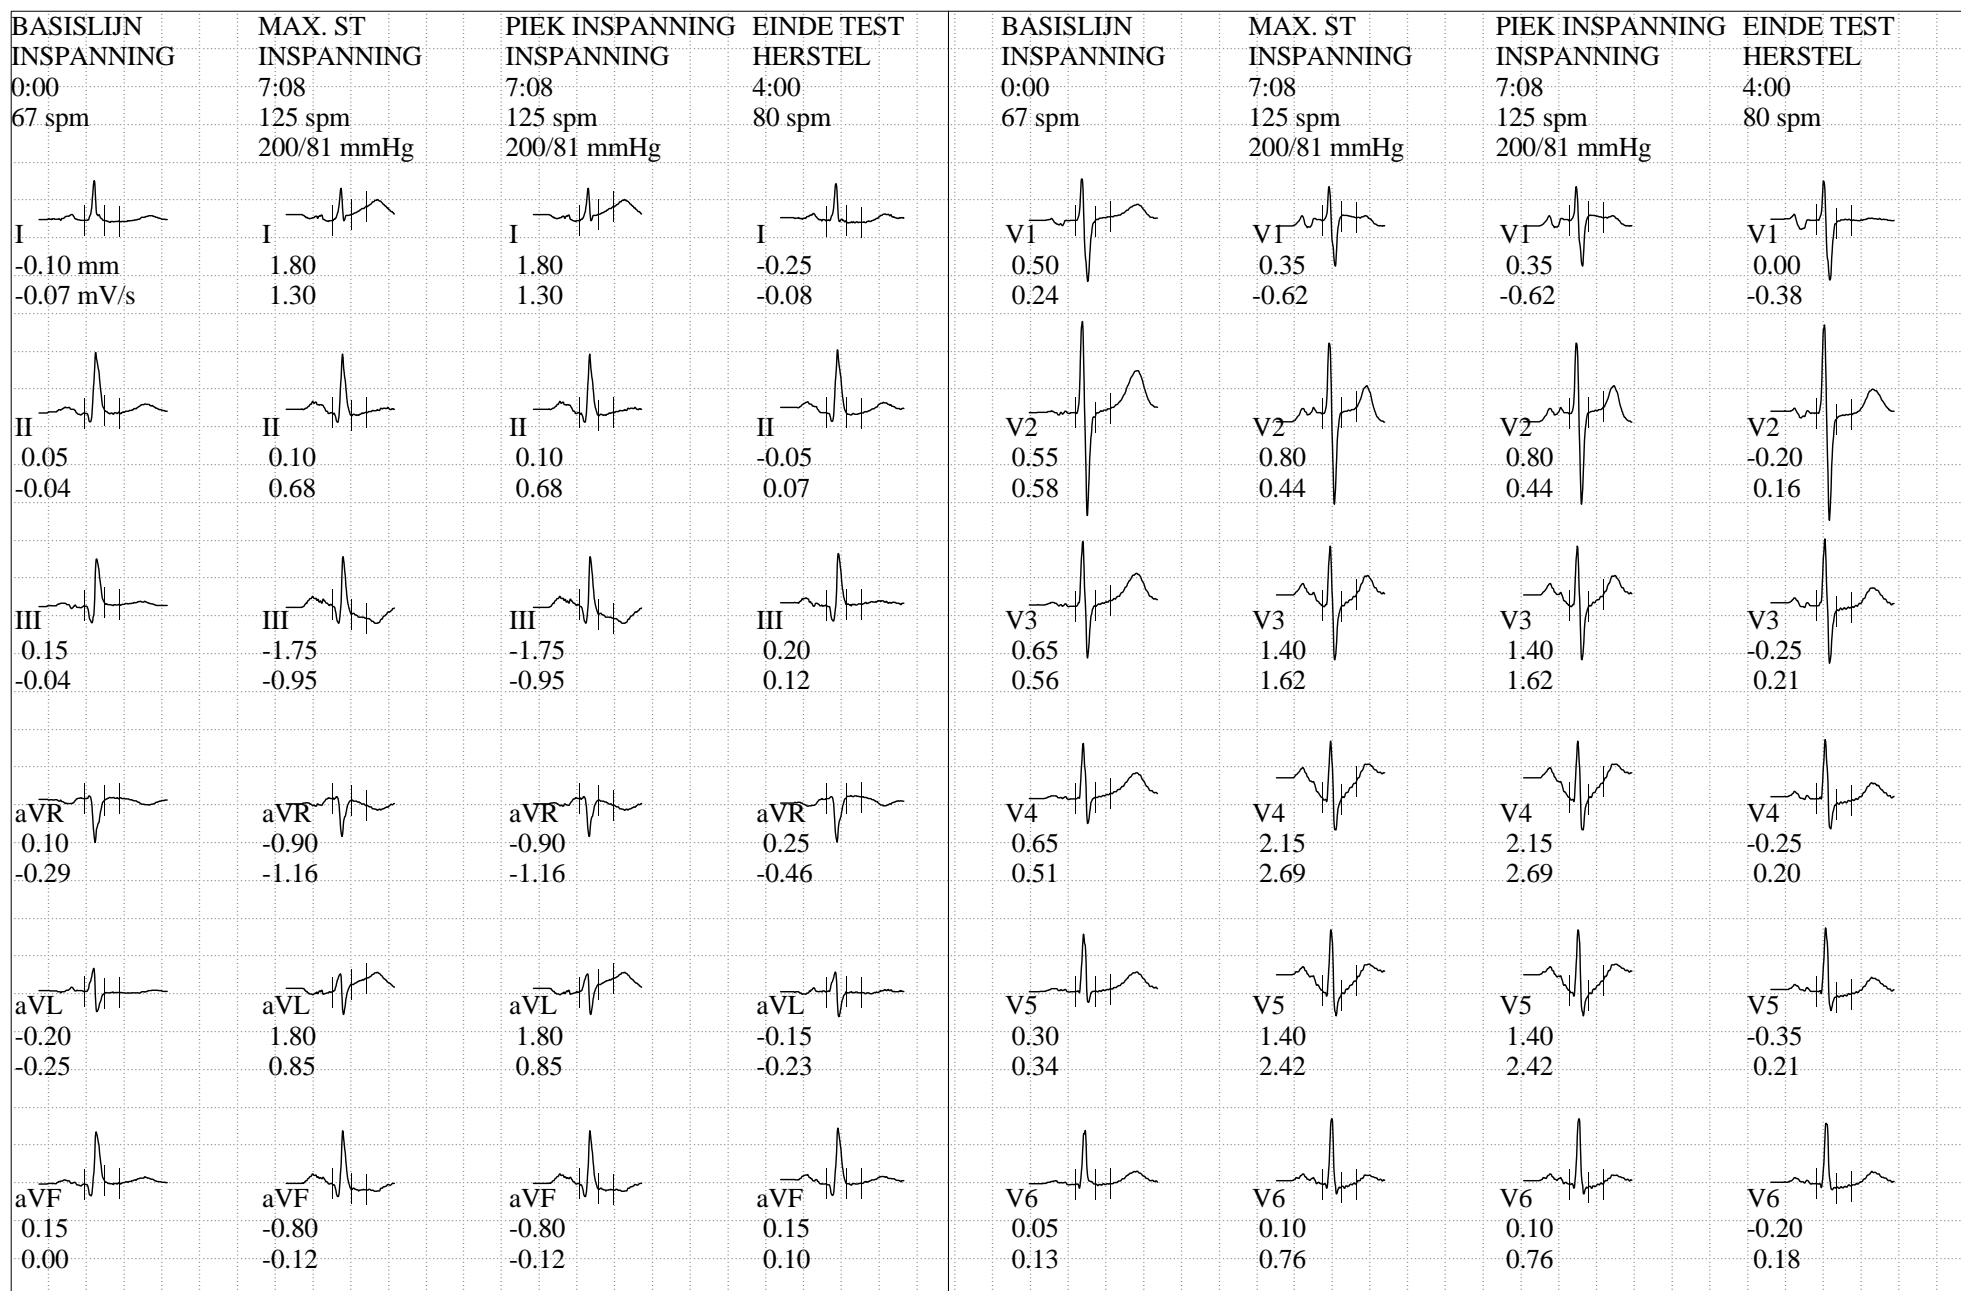 BASISLIJN MAX. ST PIEK INSPANNING EINDE TEST BASISLIJN MAX. ST PIEK INSPANNING EINDE TEST
INSPANNING INSPANNING INSPANNING HERSTEL INSPANNING INSPANNING INSPANNING HERSTEL
0:00 7:08 7:08 4:00 0:00 7:08 7:08 4:00
67 spm 125 spm 125 spm 80 spm 67 spm 125 spm 125 spm 80 spm
200/81 mmHg 200/81 mmHg 200/81 mmHg 200/81 mmHg
I I I I V1 V1 V1 V1
-0.10 mm 1.80 1.80 -0.25 0.50 0.35 0.35 0.00
-0.07 mV/s 1.30 1.30 -0.08 0.24 -0.62 -0.62 -0.38
II II II II V2 V2 V2 V2
0.05 0.10 0.10 -0.05 0.55 0.80 0.80 -0.20
-0.04 0.68 0.68 0.07 0.58 0.44 0.44 0.16
III III III III V3 V3 V3 V3
0.15 -1.75 -1.75 0.20 0.65 1.40 1.40 -0.25
-0.04 -0.95 -0.95 0.12 0.56 1.62 1.62 0.21
aVR aVR aVR aVR V4 V4 V4 V4
0.10 -0.90 -0.90 0.25 0.65 2.15 2.15 -0.25
-0.29 -1.16 -1.16 -0.46 0.51 2.69 2.69 0.20
aVL aVL aVL aVL V5 V5 V5 V5
-0.20 1.80 1.80 -0.15 0.30 1.40 1.40 -0.35
-0.25 0.85 0.85 -0.23 0.34 2.42 2.42 0.21
aVF aVF aVF aVF V6 V6 V6 V6
0.15 -0.80 -0.80 0.15 0.05 0.10 0.10 -0.20
0.00 -0.12 -0.12 0.10 0.13 0.76 0.76 0.18